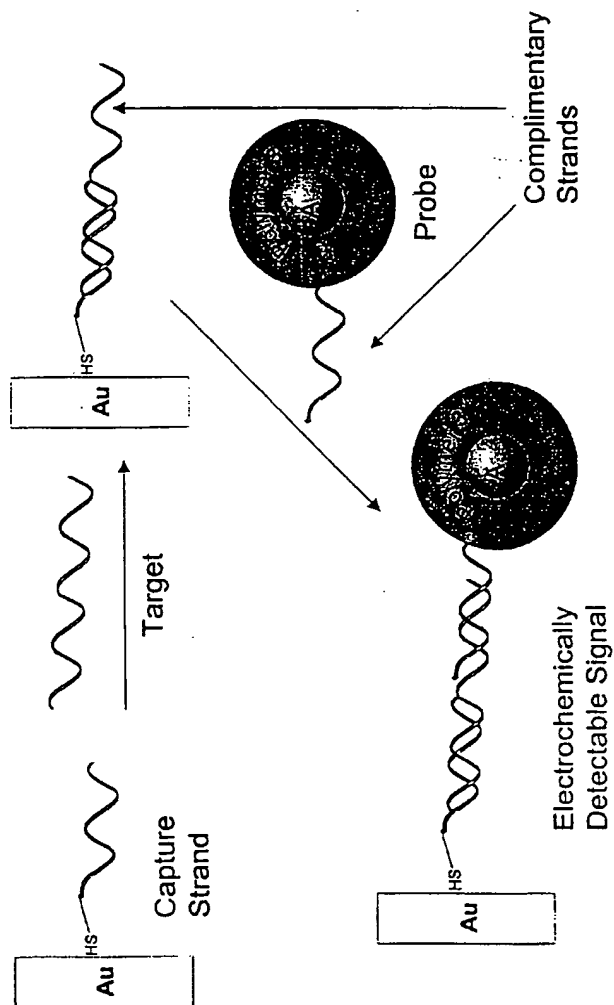 Au
HS
Capture
Strand
Target
Au
HS
Probe
Complimentary
Strands
Au
HS
Electrochemically
Detectable Signal